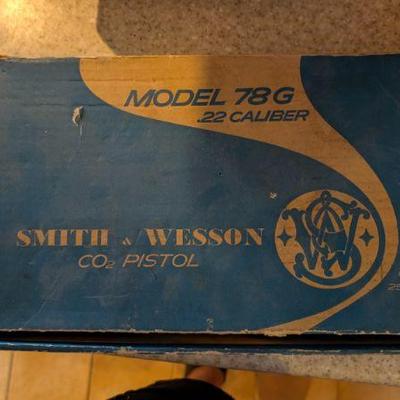 MODEL 78G
.22 CALIBER
SMITH & WESSON
CO₂ PISTOL